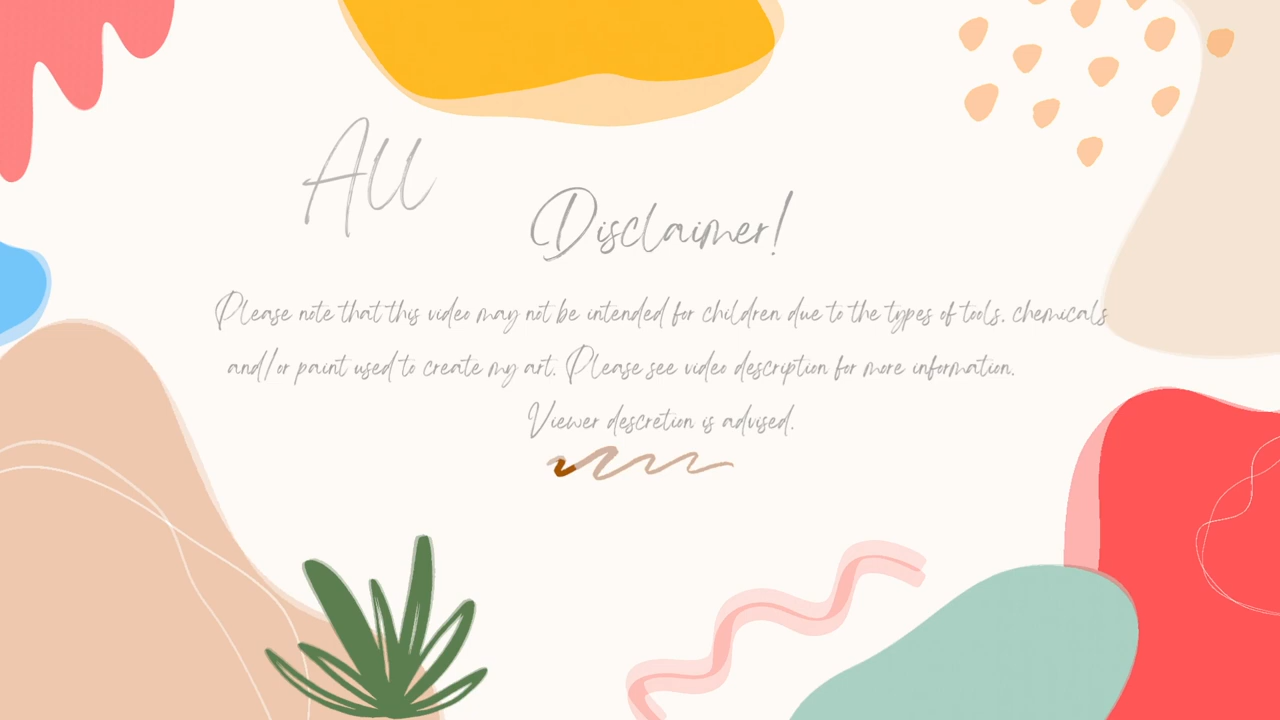 All
Disclaimer!
Please note that this video may not be intended for children due to the types of tools, chemicals
and/or paint used to create my art. Please see video description for more information.
Viewer descretion is advised.